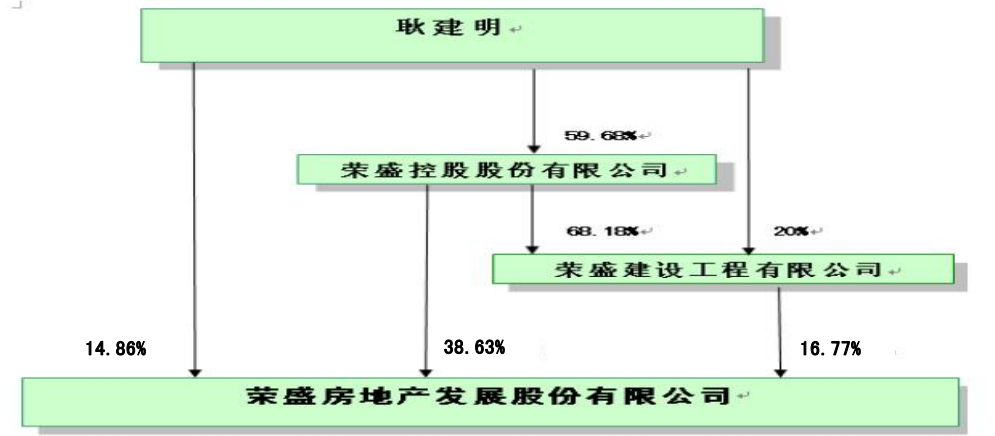 耿建明
59.68%
荣盛控股股份有限公司
68.18%
20%
荣盛建设工程有限公司
14.86%
38.63%
16.77%
荣盛房地产发展股份有限公司